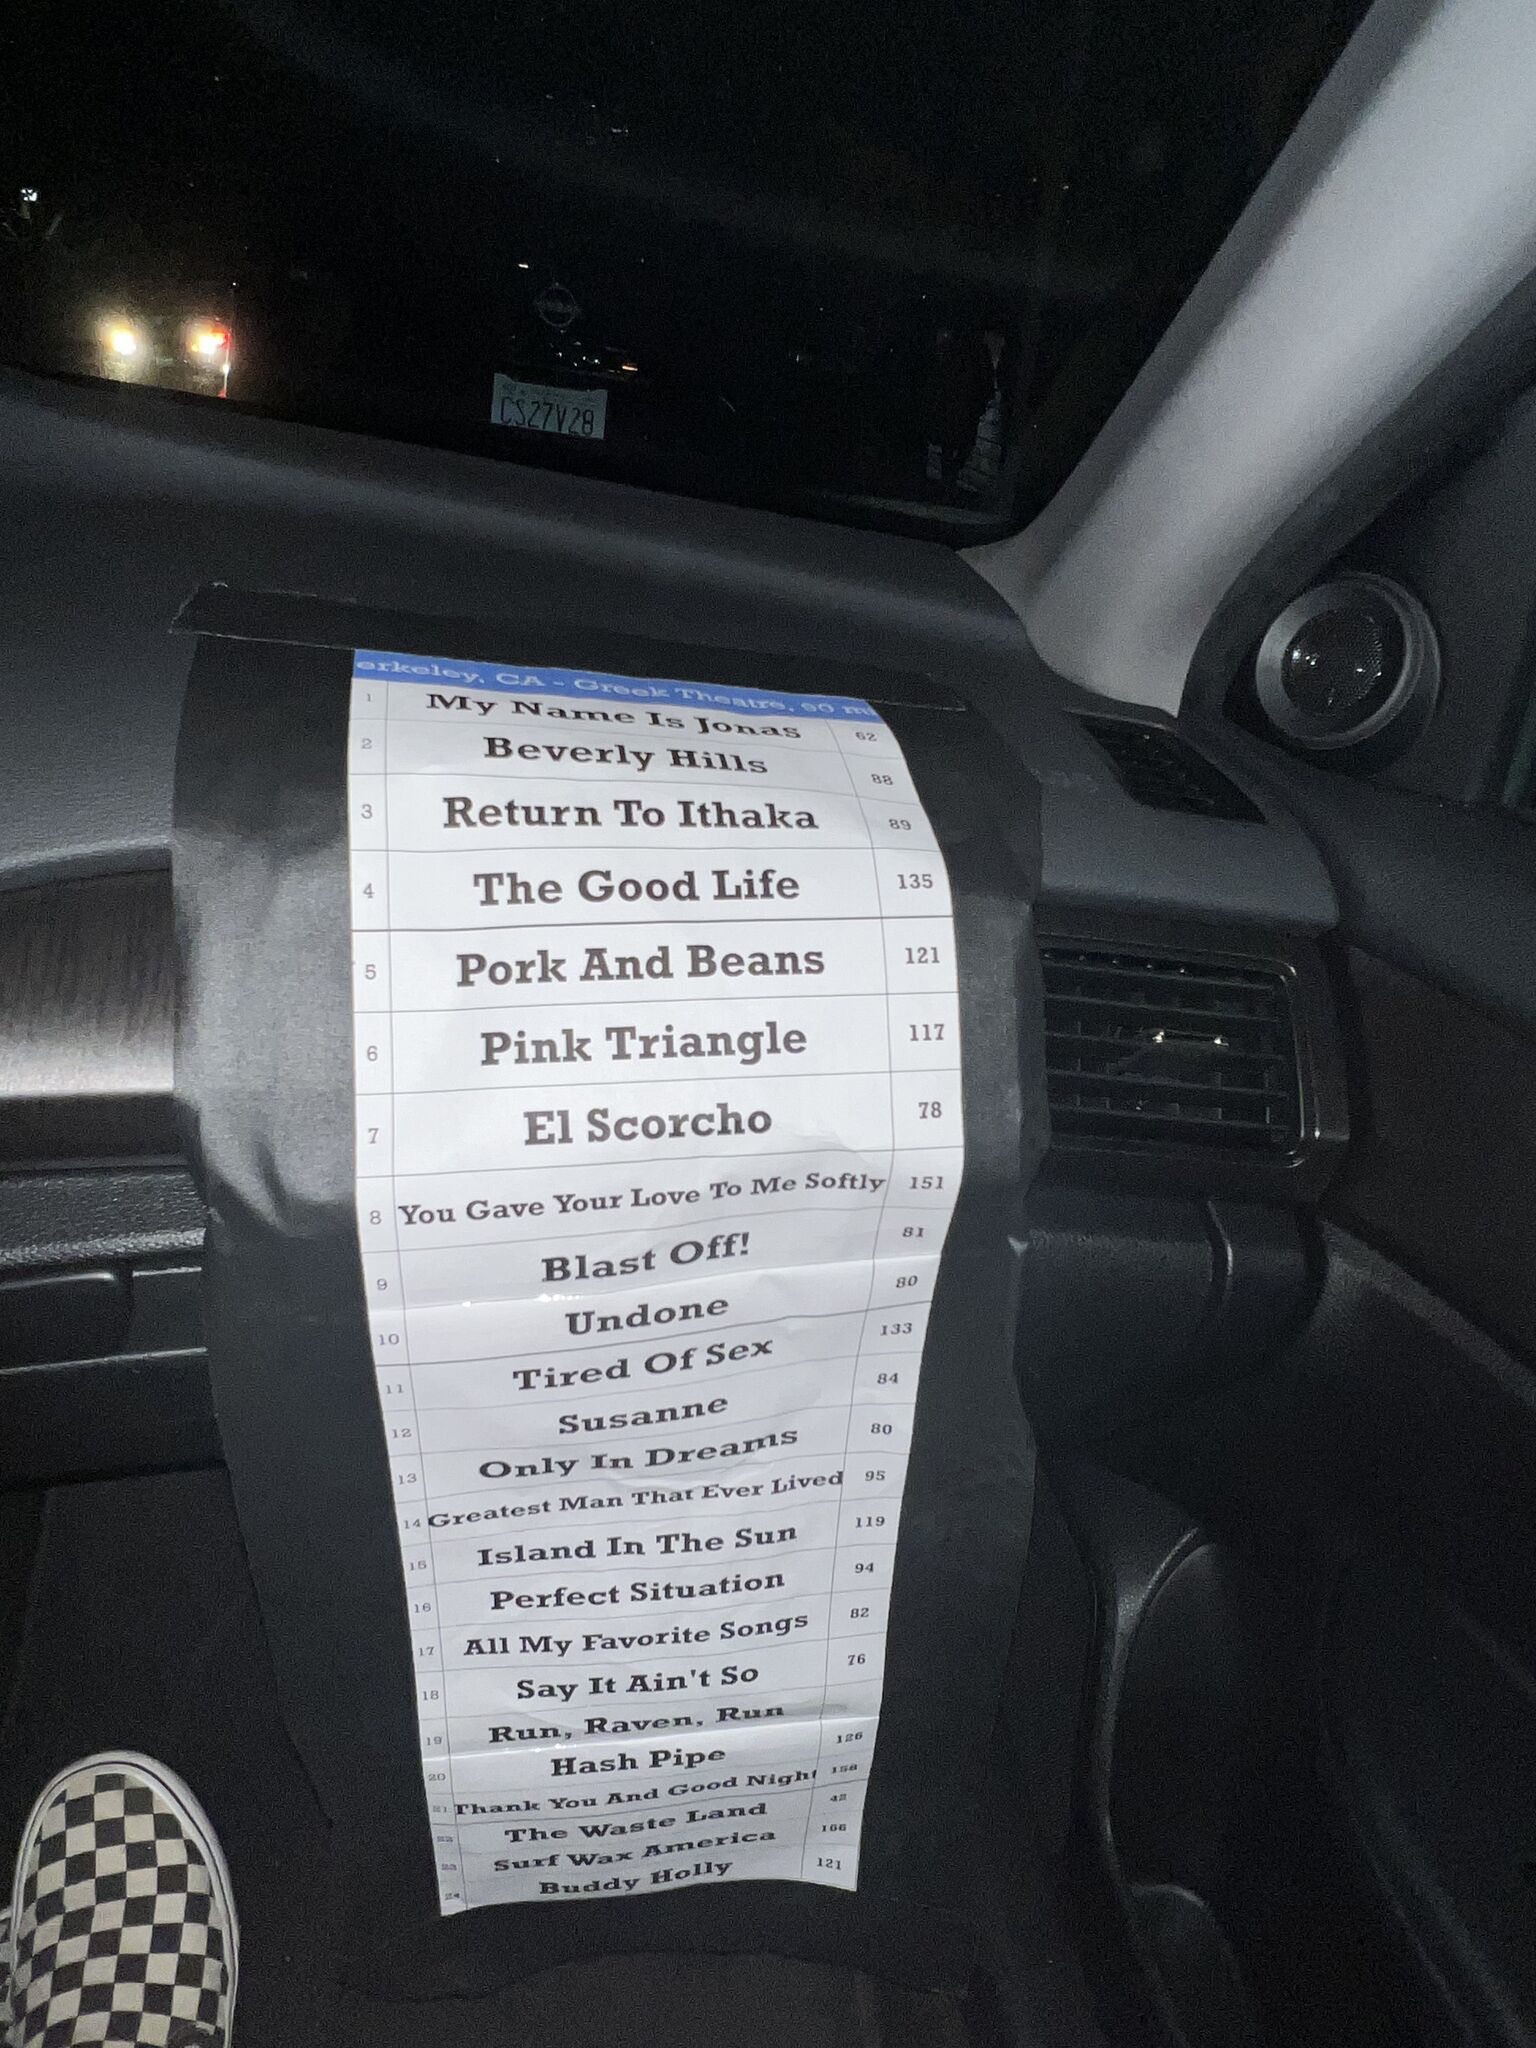 CS27V28
erkeley, CA - Greek Theatre, 90 m
1 My Name Is Jonas 62
2 Beverly Hills 88
3 Return To Ithaka 89
4 The Good Life 135
5 Pork And Beans 121
6 Pink Triangle 117
7 El Scorcho 78
8 You Gave Your Love To Me Softly 151
9 Blast Off! 81
10 Undone 80
11 Tired Of Sex 133
12 Susanne 84
13 Only In Dreams 80
14 Greatest Man That Ever Lived 95
15 Island In The Sun 119
16 Perfect Situation 94
17 All My Favorite Songs 82
18 Say It Ain't So 76
19 Run, Raven, Run
20 Hash Pipe 126
21 Thank You And Good Night 158
22 The Waste Land 42
23 Surf Wax America 166
24 Buddy Holly 121